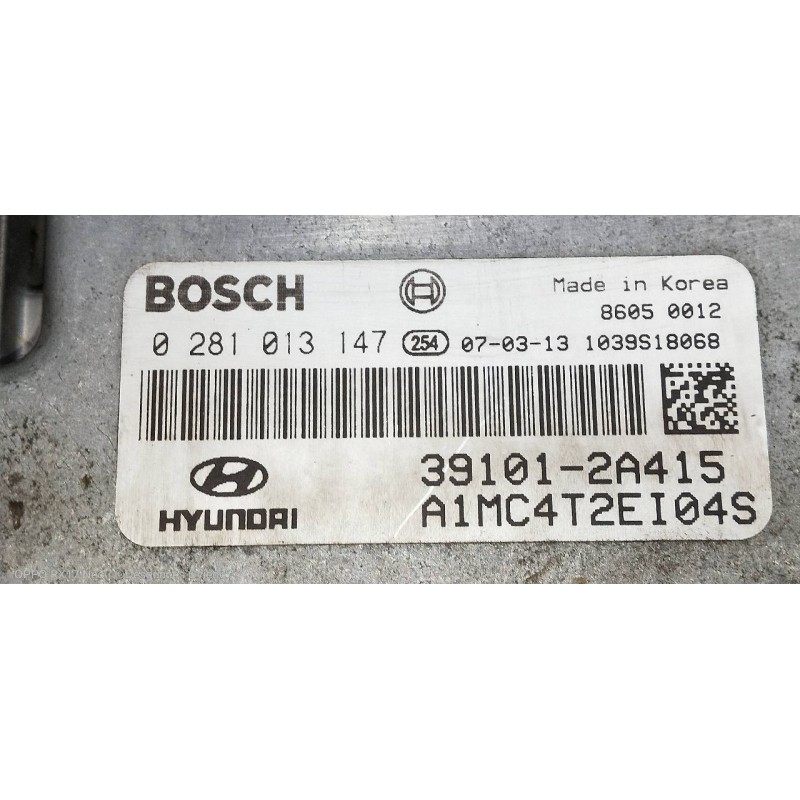 BOSCH
Made in Korea
8605 0012
0 281 013 147 254 07-03-13 1039S18068
39101-2A415
HYUNDAI
A1MC4T2EI04S